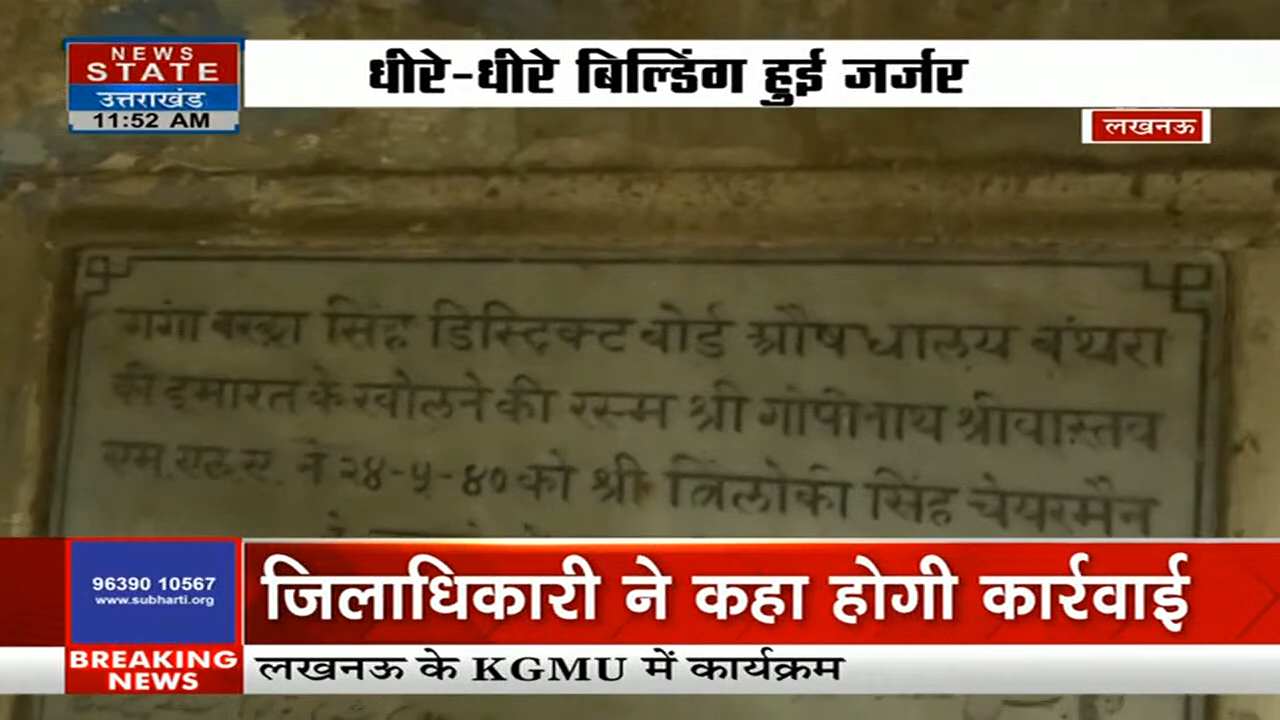 NEWS
STATE
उत्तराखंड
11:52 AM
धीरे-धीरे बिल्डिंग हुई जर्जर
लखनऊ
गंगा बख्श सिंह डिस्ट्रिक्ट बोर्ड औषधालय बंथरा
की इमारत के खोलने की रस्म श्री गोपीनाथ श्रीवास्तव
एम.एल.ए. ने २४-५-४० को श्री त्रिलोकी सिंह चेयरमैन
96390 10567
www.subharti.org
जिलाधिकारी ने कहा होगी कार्रवाई
BREAKING
NEWS
लखनऊ के KGMU में कार्यक्रम